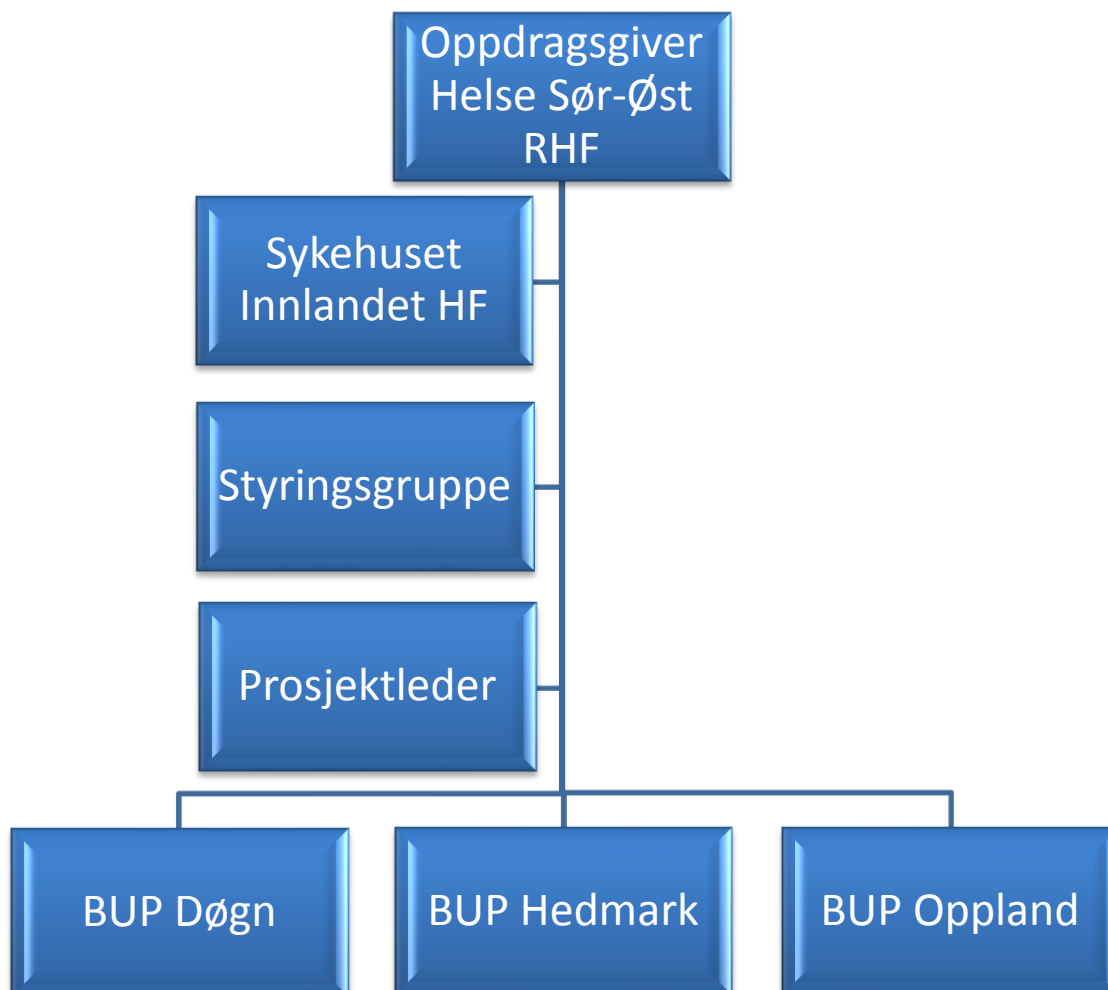 Oppdragsgiver
Helse Sør-Øst
RHF
Sykehuset
Innlandet HF
Styringsgruppe
Prosjektleder
BUP Døgn
BUP Hedmark
BUP Oppland